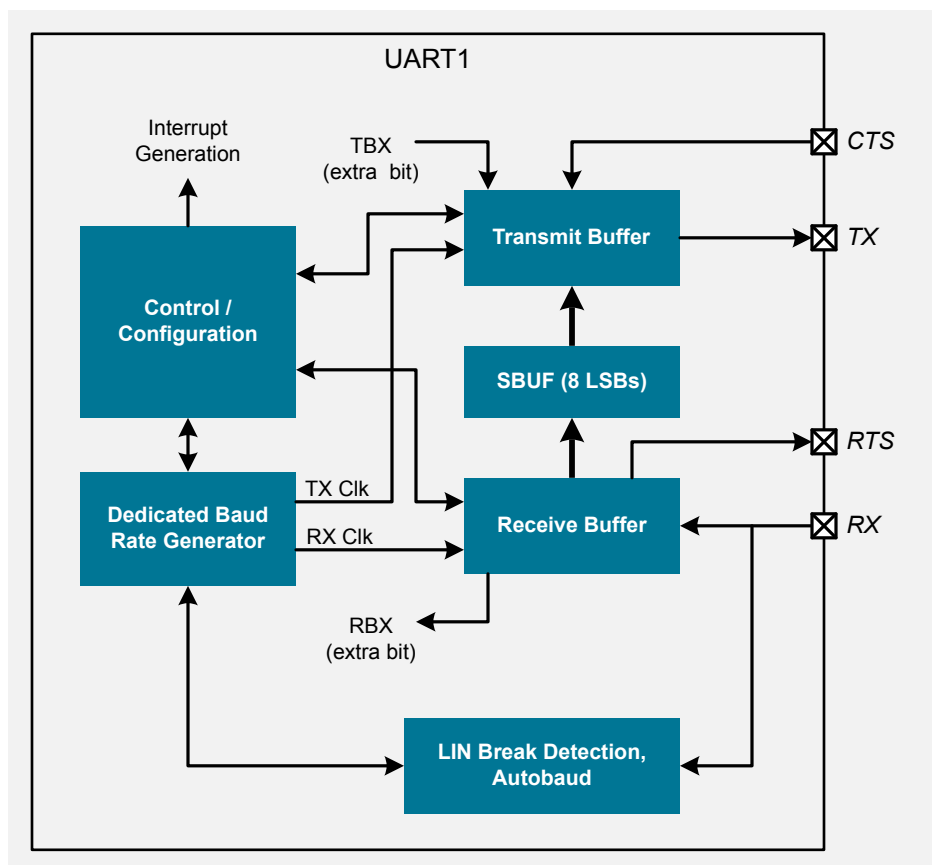 UART1
Interrupt
Generation
TBX
(extra bit)
CTS
Transmit Buffer
TX
Control /
Configuration
SBUF (8 LSBs)
RTS
TX Clk
Dedicated Baud
Rate Generator
RX Clk
Receive Buffer
RX
RBX
(extra bit)
LIN Break Detection,
Autobaud